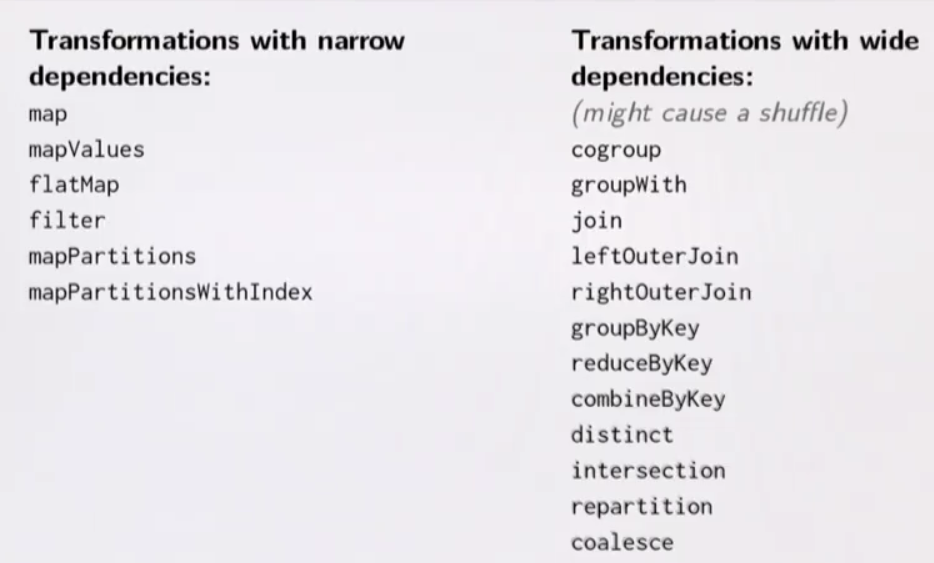 Transformations with narrow
dependencies:
map
mapValues
flatMap
filter
mapPartitions
mapPartitionsWithIndex
Transformations with wide
dependencies:
(might cause a shuffle)
cogroup
groupWith
join
leftOuterJoin
rightOuterJoin
groupByKey
reduceByKey
combineByKey
distinct
intersection
repartition
coalesce